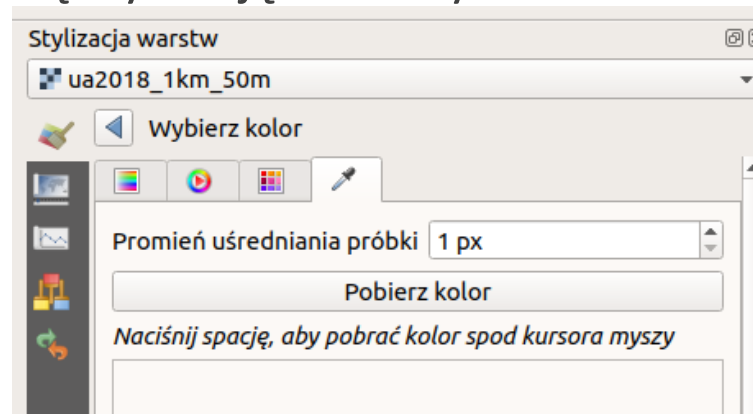 Stylizacja warstw
ua2018_1km_50m
Wybierz kolor
Promień uśredniania próbki 1 px
Pobierz kolor
Naciśnij spację, aby pobrać kolor spod kursora myszy